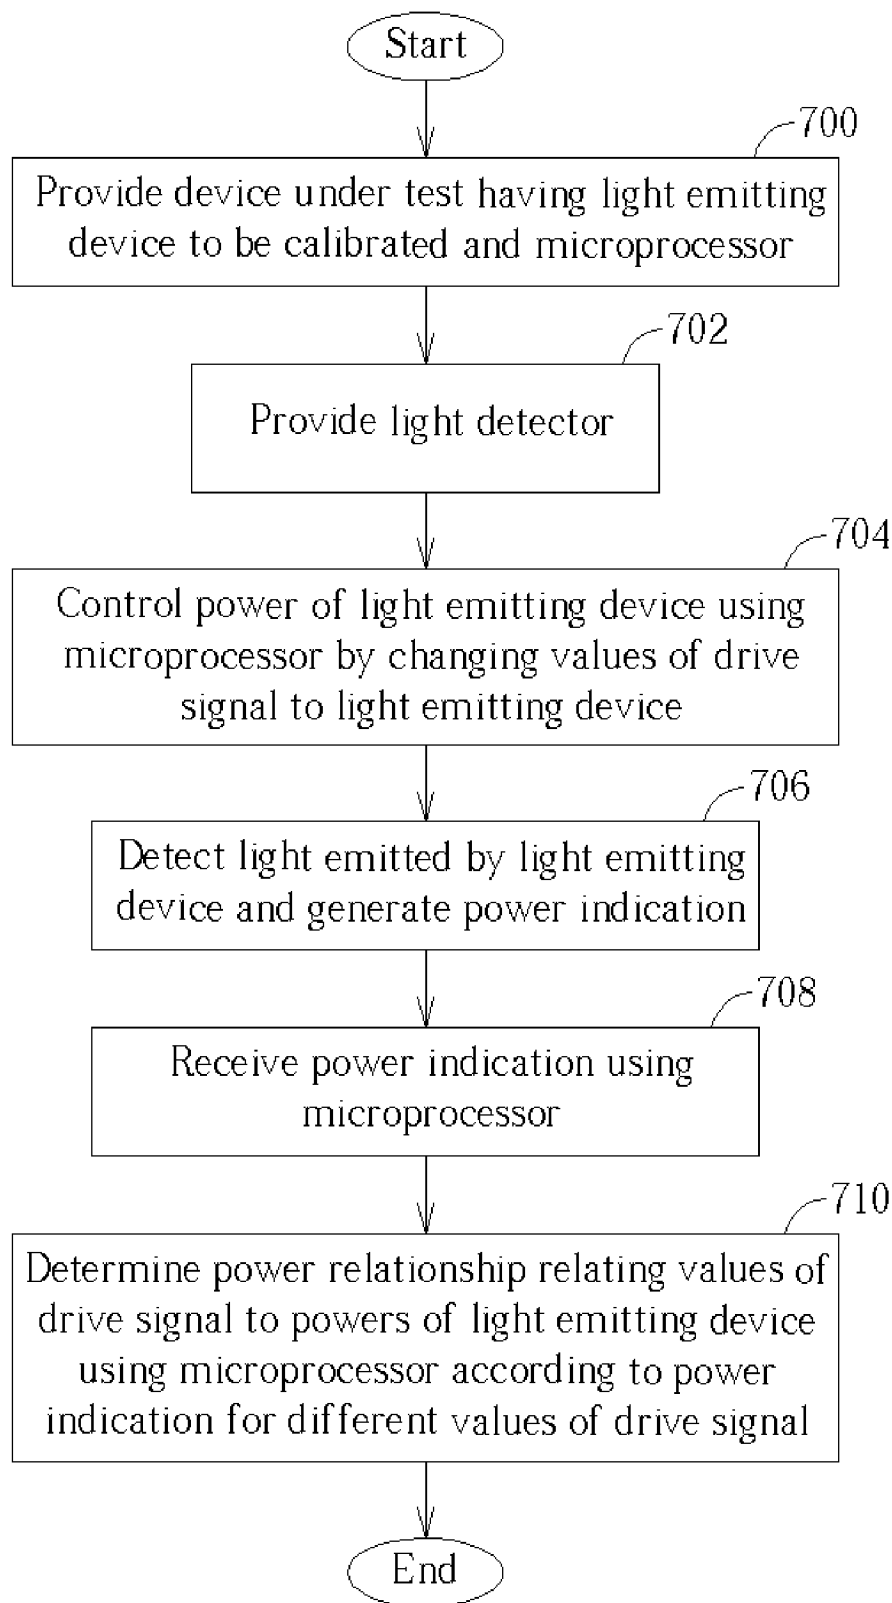 Start
700
Provide device under test having light emitting
device to be calibrated and microprocessor
702
Provide light detector
704
Control power of light emitting device using
microprocessor by changing values of drive
signal to light emitting device
706
Detect light emitted by light emitting
device and generate power indication
708
Receive power indication using
microprocessor
710
Determine power relationship relating values of
drive signal to powers of light emitting device
using microprocessor according to power
indication for different values of drive signal
End